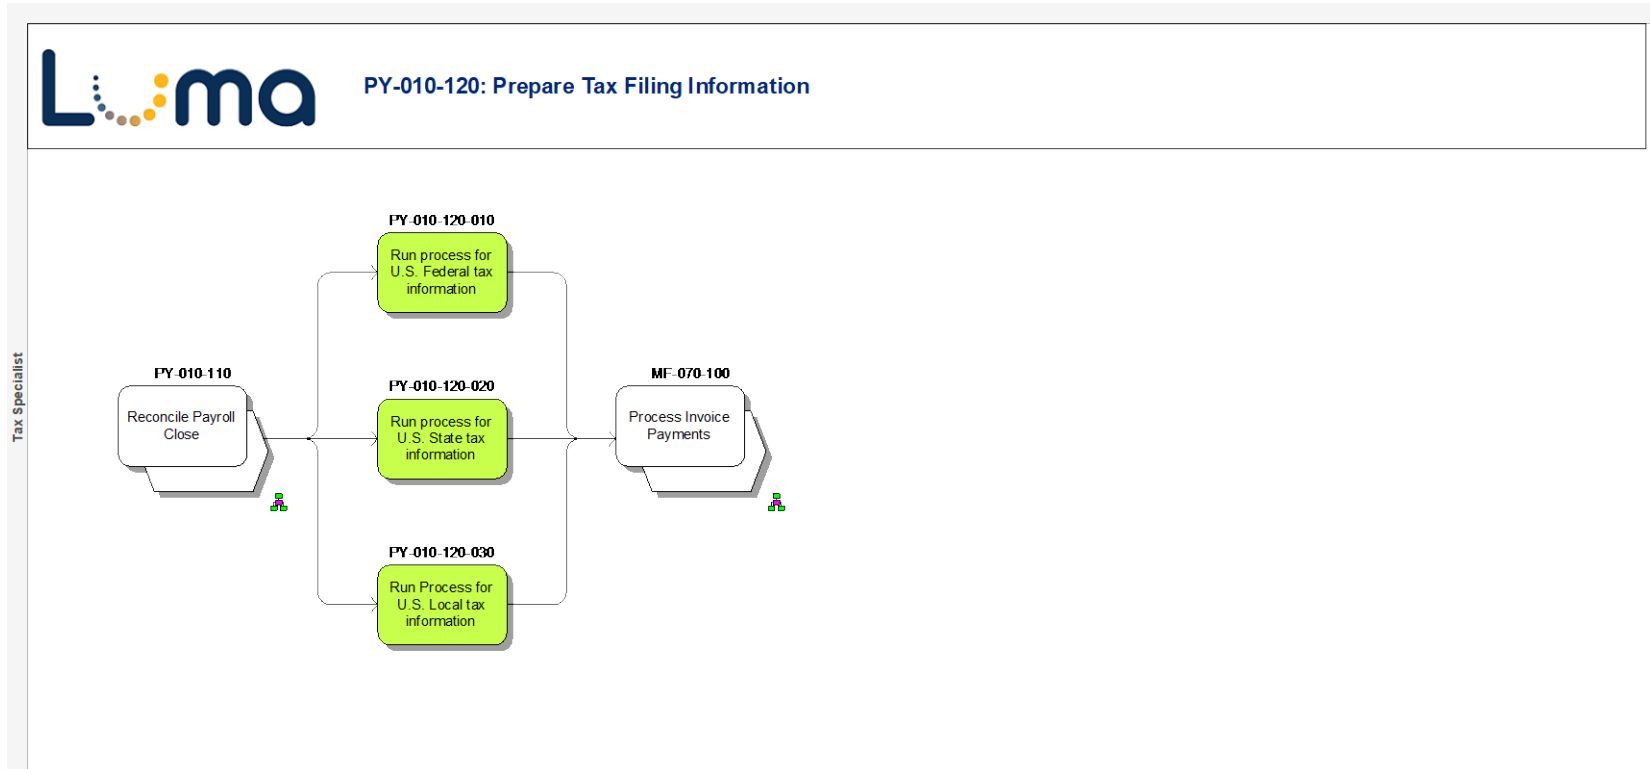 Luma
PY-010-120: Prepare Tax Filing Information
Tax Specialist
PY-010-110
Reconcile Payroll
Close
PY-010-120-010
Run process for
U.S. Federal tax
information
PY-010-120-020
Run process for
U.S. State tax
information
PY-010-120-030
Run Process for
U.S. Local tax
information
MF-070-100
Process Invoice
Payments